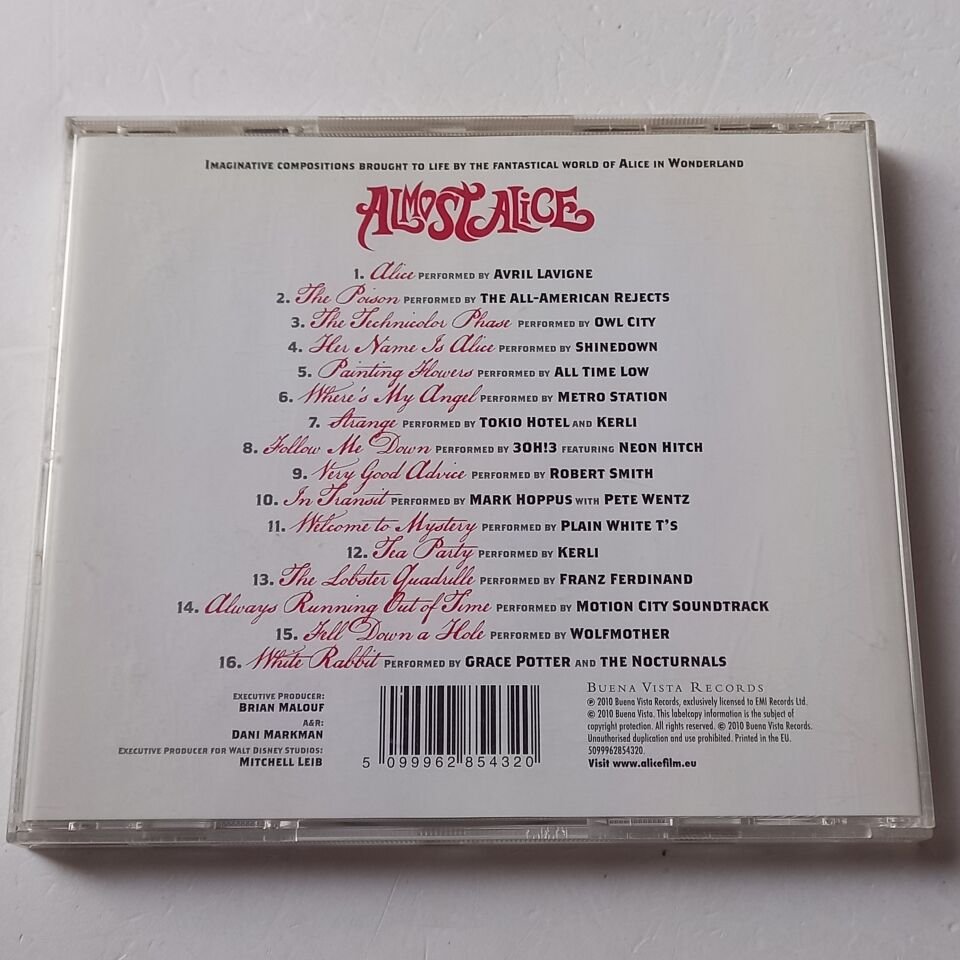 Imaginative compositions brought to life by the fantastical world of Alice in Wonderland
ALMOST ALICE
1. Alice performed by Avril Lavigne
2. The Poison performed by The All-American Rejects
3. The Technicolor Phase performed by Owl City
4. Her Name Is Alice performed by Shinedown
5. Painting Flowers performed by All Time Low
6. Where's My Angel performed by Metro Station
7. Strange performed by Tokio Hotel and Kerli
8. Follow Me Down performed by 3OH!3 featuring Neon Hitch
9. Very Good Advice performed by Robert Smith
10. In Transit performed by Mark Hoppus with Pete Wentz
11. Welcome to Mystery performed by Plain White T's
12. Tea Party performed by Kerli
13. The Lobster Quadrille performed by Franz Ferdinand
14. Always Running Out of Time performed by Motion City Soundtrack
15. Fell Down a Hole performed by Wolfmother
16. White Rabbit performed by Grace Potter and The Nocturnals
Executive Producer:
Brian Malouf
A&R:
Dani Markman
Executive Producer for Walt Disney Studios:
Mitchell Leib
5 099962 854320
Buena Vista Records
℗ 2010 Buena Vista Records, exclusively licensed to EMI Records Ltd.
© 2010 Buena Vista. This labelcopy information is the subject of
copyright protection. All rights reserved. © 2010 Buena Vista Records.
Unauthorised duplication and use prohibited. Printed in the EU.
5099962854320.
Visit www.alicefilm.eu